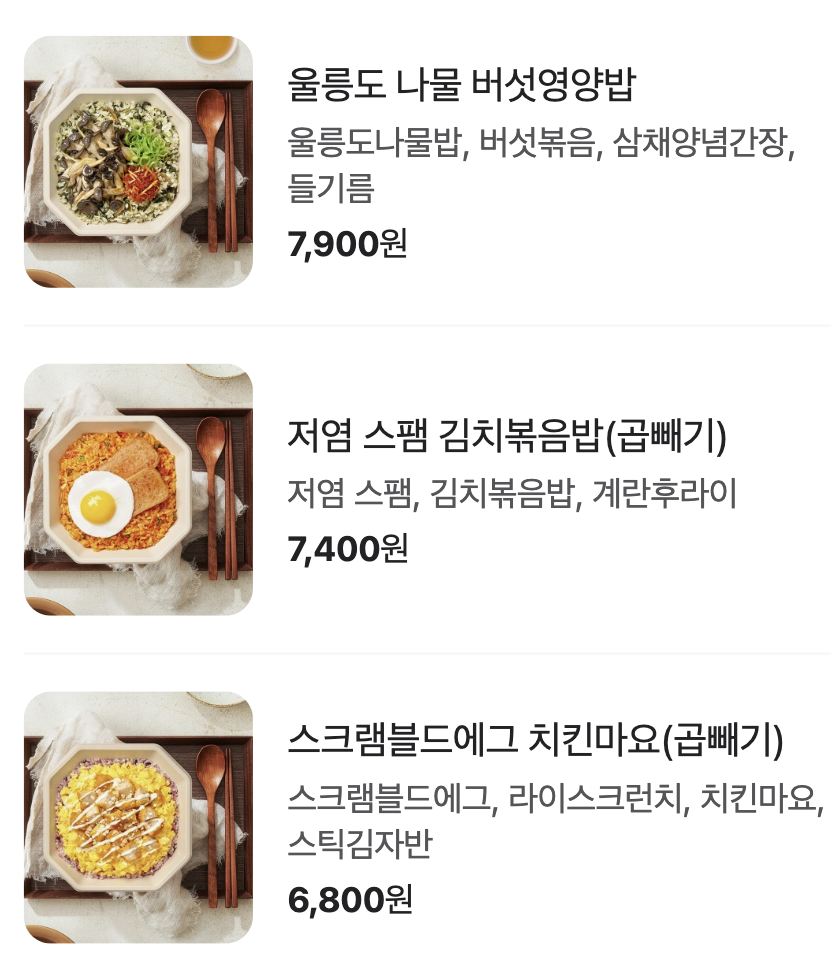 울릉도 나물 버섯영양밥
울릉도나물밥, 버섯볶음, 삼채양념간장,
들기름
7,900원
저염 스팸 김치볶음밥(곱빼기)
저염 스팸, 김치볶음밥, 계란후라이
7,400원
스크램블드에그 치킨마요(곱빼기)
스크램블드에그, 라이스크런치, 치킨마요,
스틱김자반
6,800원